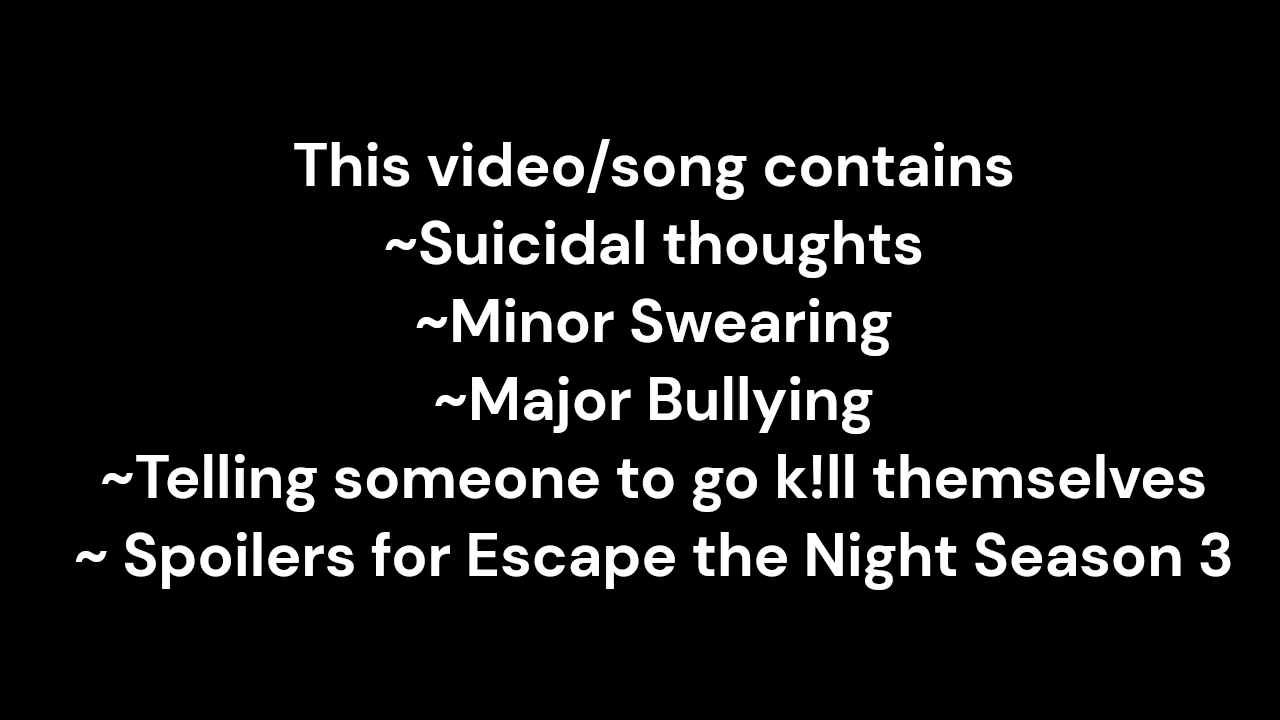 This video/song contains
~Suicidal thoughts
~Minor Swearing
~Major Bullying
~Telling someone to go k!ll themselves
~ Spoilers for Escape the Night Season 3